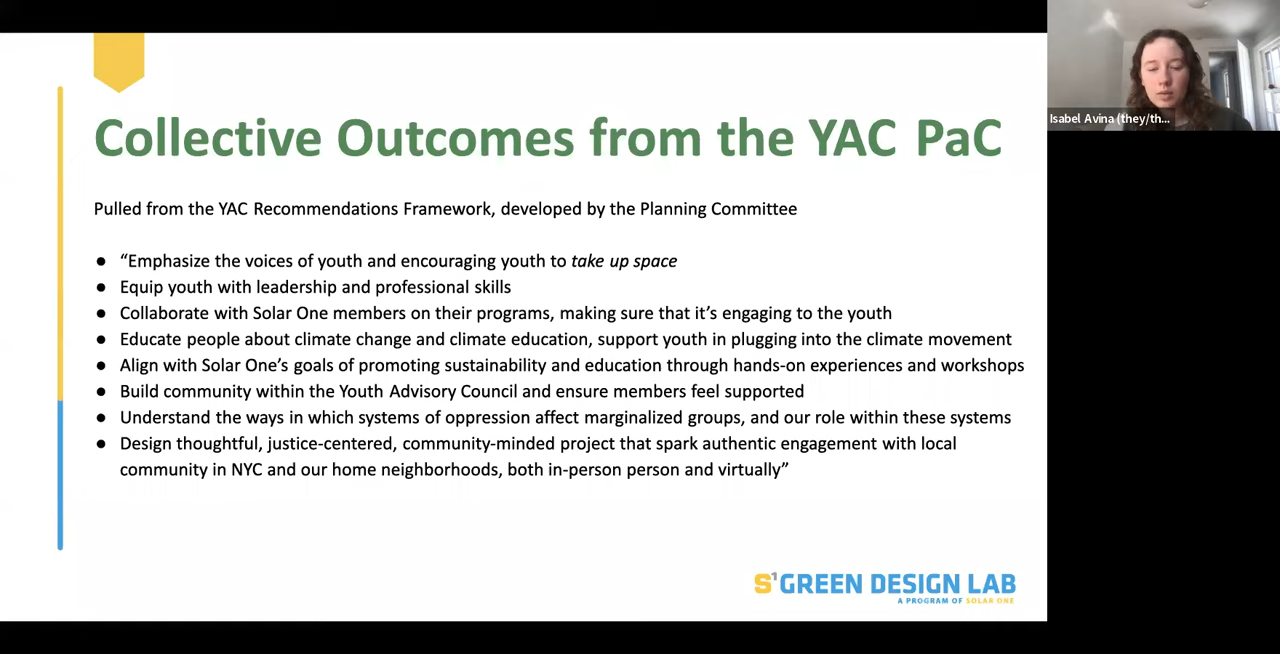 Collective Outcomes from the YAC PaC
Pulled from the YAC Recommendations Framework, developed by the Planning Committee
● “Emphasize the voices of youth and encouraging youth to take up space
● Equip youth with leadership and professional skills
● Collaborate with Solar One members on their programs, making sure that it’s engaging to the youth
● Educate people about climate change and climate education, support youth in plugging into the climate movement
● Align with Solar One’s goals of promoting sustainability and education through hands-on experiences and workshops
● Build community within the Youth Advisory Council and ensure members feel supported
● Understand the ways in which systems of oppression affect marginalized groups, and our role within these systems
● Design thoughtful, justice-centered, community-minded project that spark authentic engagement with local
community in NYC and our home neighborhoods, both in-person person and virtually”
S¹ GREEN DESIGN LAB
A PROGRAM OF SOLAR ONE
Isabel Avina (they/th...